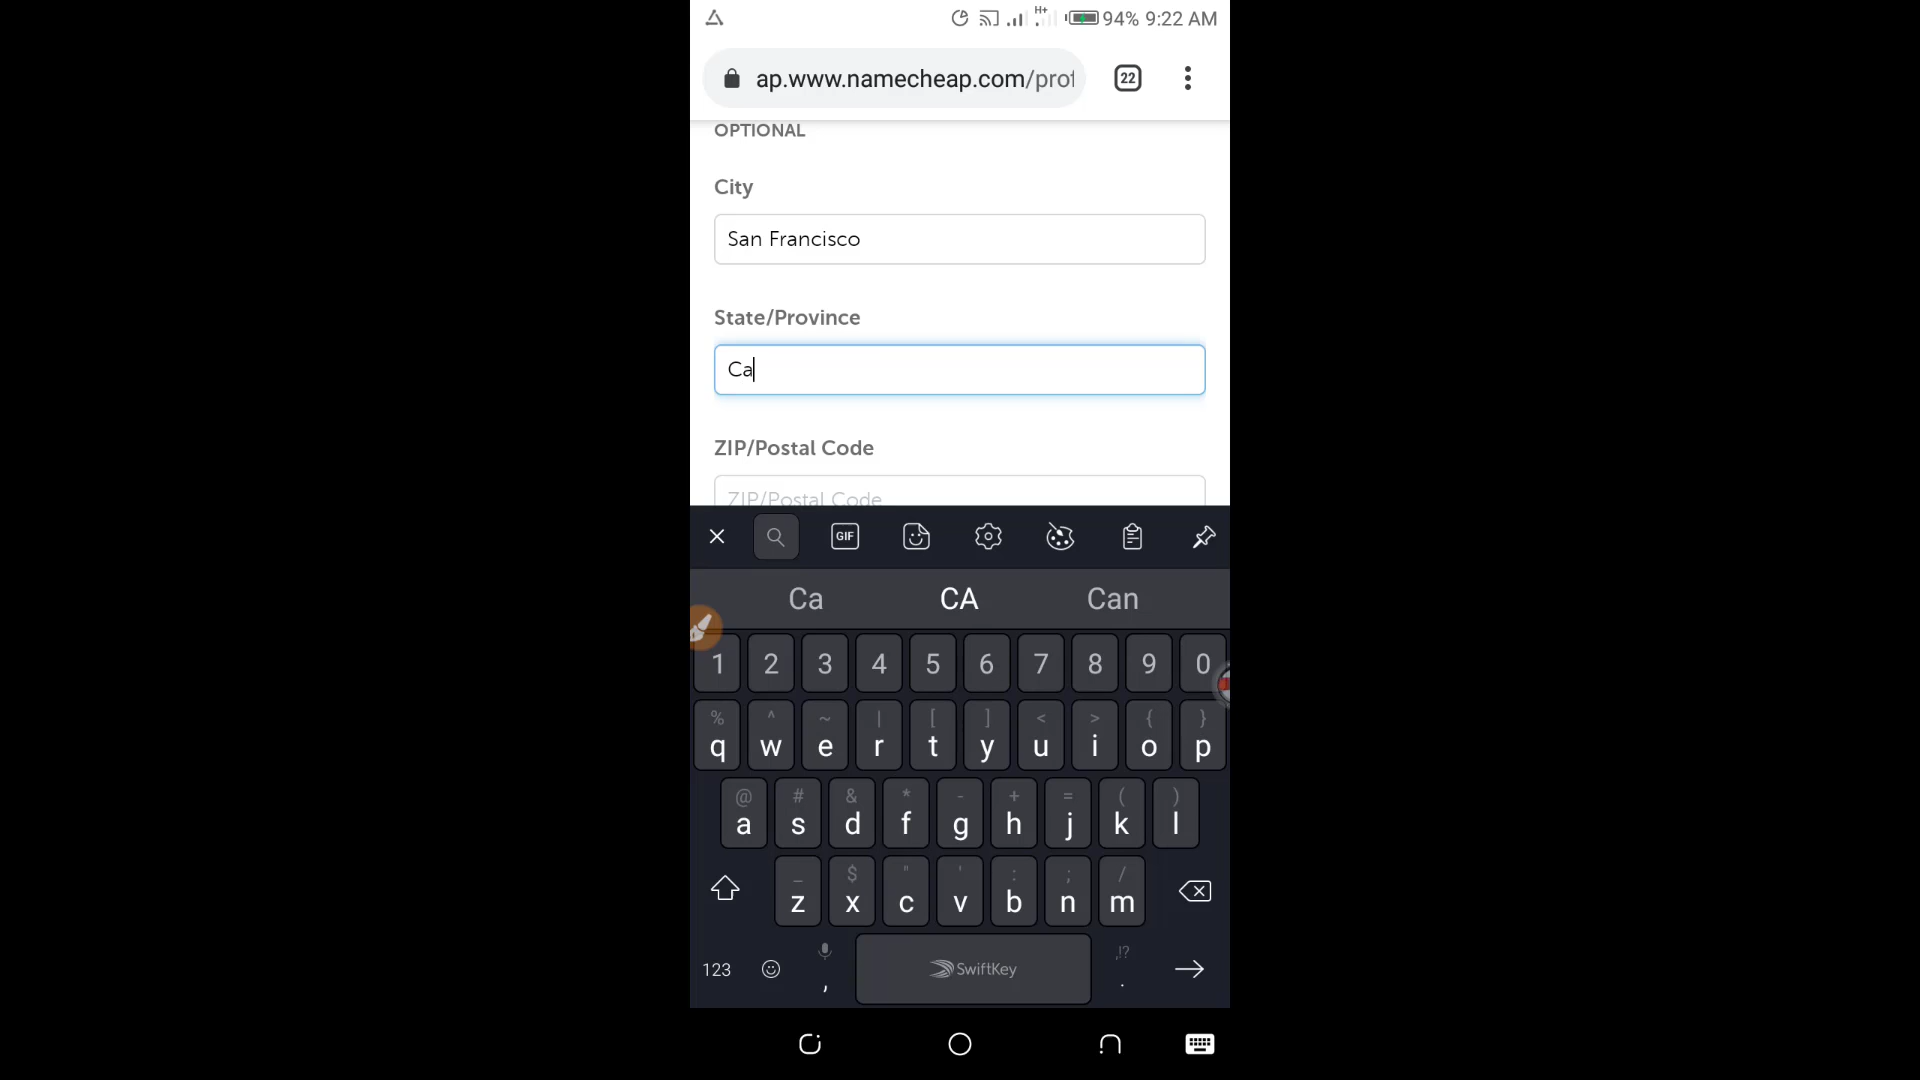 H+
94% 9:22 AM
ap.www.namecheap.com/prof
22
OPTIONAL
City
San Francisco
State/Province
Ca
ZIP/Postal Code
ZIP/Postal Code
GIF
Ca CA Can
1 2 3 4 5 6 7 8 9 0
% ^ ~ | [ ] < > { }
q w e r t y u i o p
@ # & * - + = ( )
a s d f g h j k l
_ $ " ' : ; /
z x c v b n m
,!?
123 , SwiftKey .